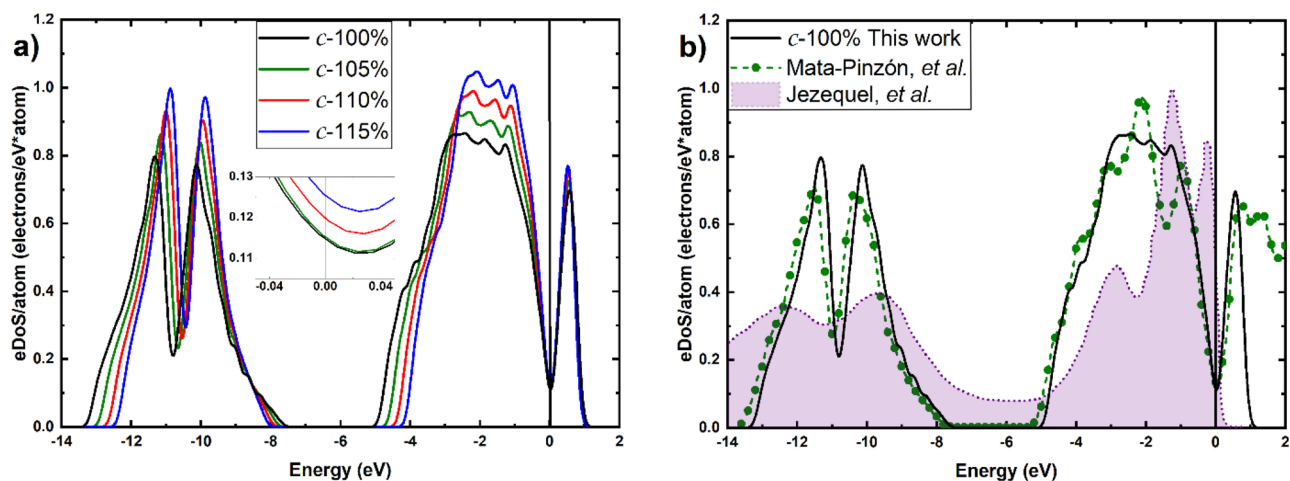 a)
c-100%
c-105%
c-110%
c-115%
0.13
0.12
0.11
-0.04
0.00
0.04
1.2
1.0
0.8
0.6
0.4
0.2
0.0
eDoS/atom (electrons/eV*atom)
-14
-12
-10
-8
-6
-4
-2
0
2
Energy (eV)
b)
c-100% This work
Mata-Pinzón, et al.
Jezequel, et al.
1.2
1.0
0.8
0.6
0.4
0.2
0.0
eDoS/atom (electrons/eV*atom)
-14
-12
-10
-8
-6
-4
-2
0
2
Energy (eV)